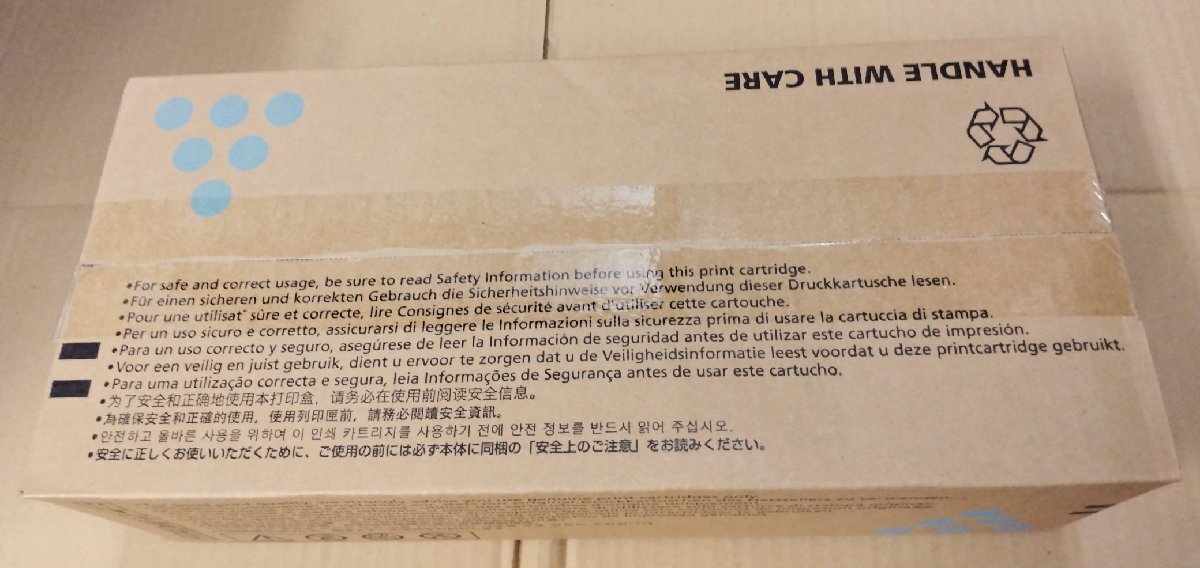 HANDLE WITH CARE
•For safe and correct usage, be sure to read Safety Information before using this print cartridge.
•Für einen sicheren und korrekten Gebrauch die Sicherheitshinweise vor Verwendung dieser Druckkartusche lesen.
•Pour une utilisat° sûre et correcte, lire Consignes de sécurité avant d'utiliser cette cartouche.
•Per un uso sicuro e corretto, assicurarsi di leggere le Informazioni sulla sicurezza prima di usare la cartuccia di stampa.
•Para un uso correcto y seguro, asegúrese de leer la Información de seguridad antes de utilizar este cartucho de impresión.
•Voor een veilig en juist gebruik, dient u ervoor te zorgen dat u de Veiligheidsinformatie leest voordat u deze printcartridge gebruikt.
•Para uma utilização correcta e segura, leia Informações de Segurança antes de usar este cartucho.
•为了安全和正确地使用本打印盒，请务必在使用前阅读安全信息。
•為確保安全和正確的使用，使用列印匣前，請務必閱讀安全資訊。
•안전하고 올바른 사용을 위하여 이 인쇄 카트리지를 사용하기 전에 안전 정보를 반드시 읽어 주십시오.
•安全に正しくお使いいただくために、ご使用の前には必ず本体に同梱の「安全上のご注意」をお読みください。